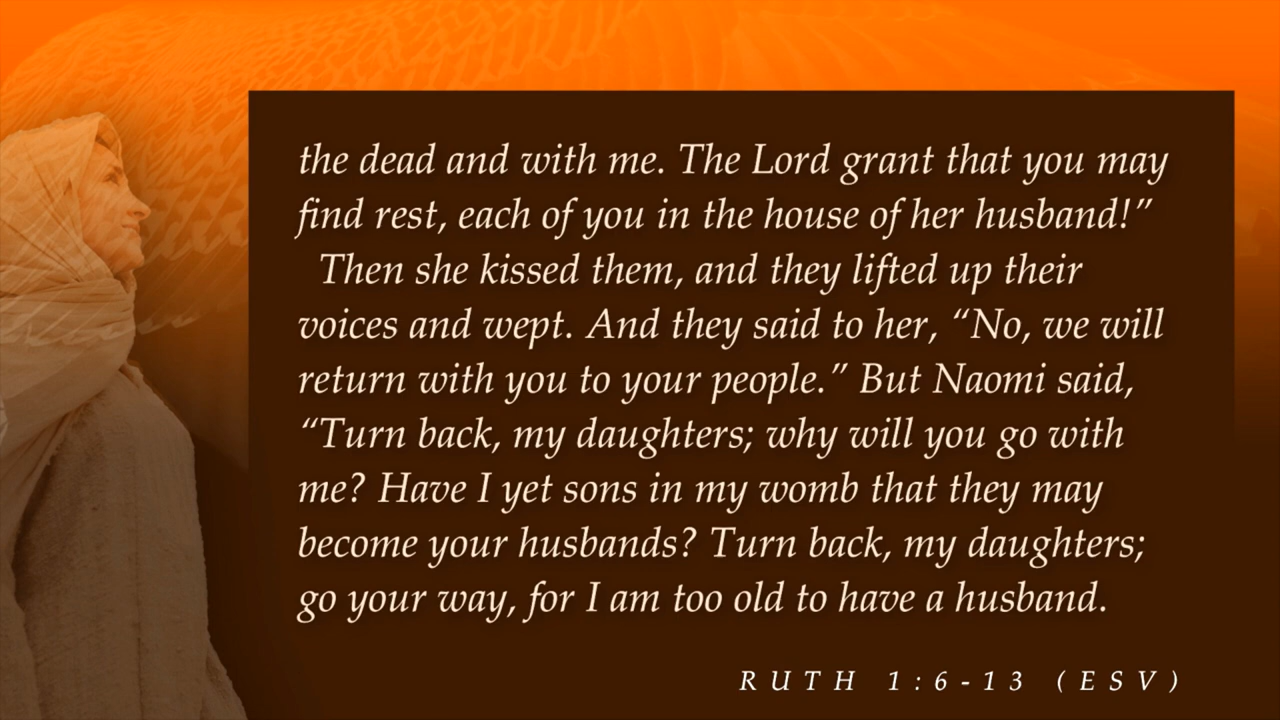 the dead and with me. The Lord grant that you may
find rest, each of you in the house of her husband!”
Then she kissed them, and they lifted up their
voices and wept. And they said to her, “No, we will
return with you to your people.” But Naomi said,
“Turn back, my daughters; why will you go with
me? Have I yet sons in my womb that they may
become your husbands? Turn back, my daughters;
go your way, for I am too old to have a husband.
RUTH 1:6-13 (ESV)